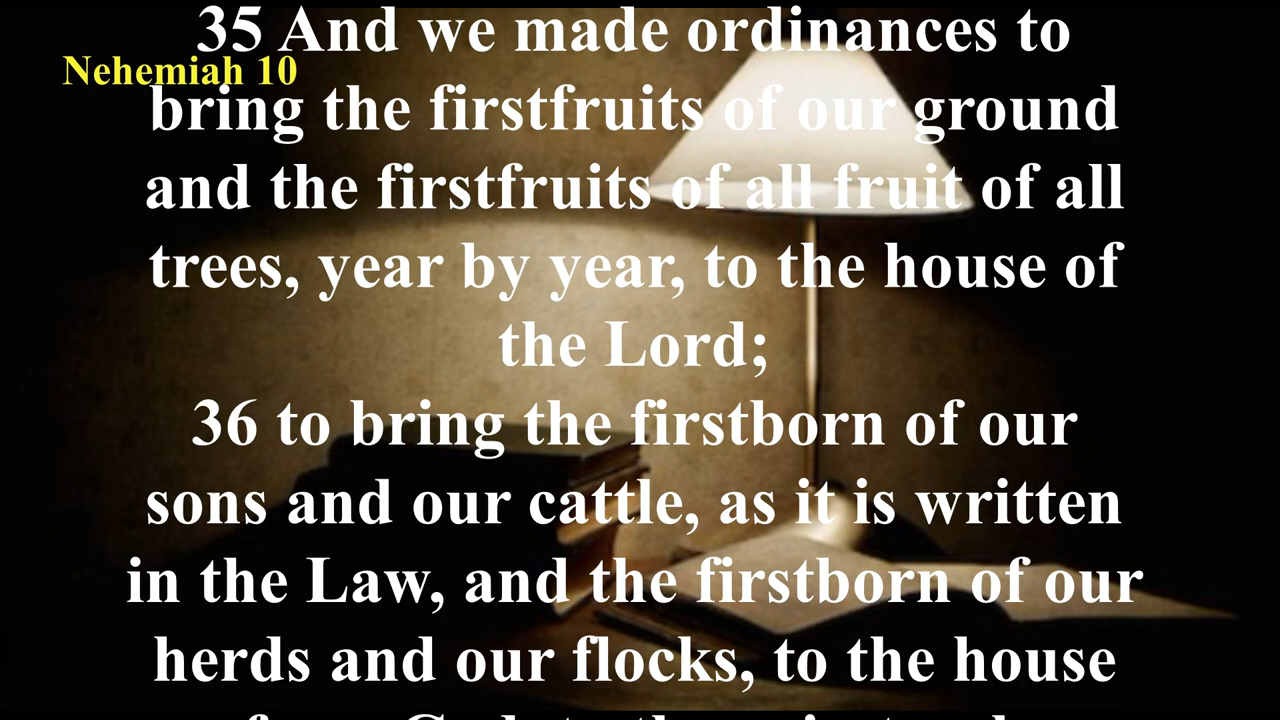 35 And we made ordinances to
Nehemiah 10
bring the firstfruits of our ground
and the firstfruits of all fruit of all
trees, year by year, to the house of
the Lord;
36 to bring the firstborn of our
sons and our cattle, as it is written
in the Law, and the firstborn of our
herds and our flocks, to the house